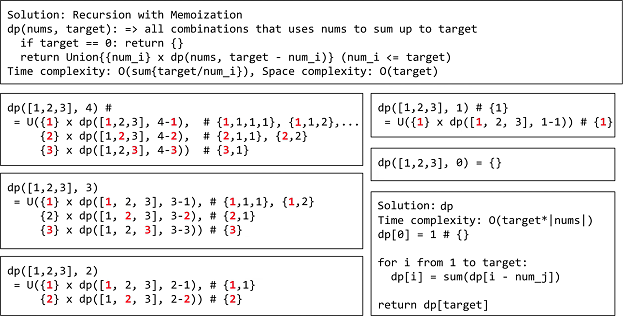 Solution: Recursion with Memoization
dp(nums, target): => all combinations that uses nums to sum up to target
if target == 0: return {}
return Union{{num_i} x dp(nums, target - num_i)} (num_i <= target)
Time complexity: O(sum{target/num_i}), Space complexity: O(target)
dp([1,2,3], 4) #
= U({1} x dp([1,2,3], 4-1),  # {1,1,1,1}, {1,1,2},...
{2} x dp([1,2,3], 4-2),  # {2,1,1}, {2,2}
{3} x dp([1,2,3], 4-3))  # {3,1}
dp([1,2,3], 3)
= U({1} x dp([1, 2, 3], 3-1), # {1,1,1}, {1,2}
{2} x dp([1, 2, 3], 3-2), # {2,1}
{3} x dp([1, 2, 3], 3-3)) # {3}
dp([1,2,3], 2)
= U({1} x dp([1, 2, 3], 2-1), # {1,1}
{2} x dp([1, 2, 3], 2-2)) # {2}
dp([1,2,3], 1) # {1}
= U({1} x dp([1, 2, 3], 1-1)) # {1}
dp([1,2,3], 0) = {}
Solution: dp
Time complexity: O(target*|nums|)
dp[0] = 1 # {}
for i from 1 to target:
dp[i] = sum(dp[i - num_j])
return dp[target]